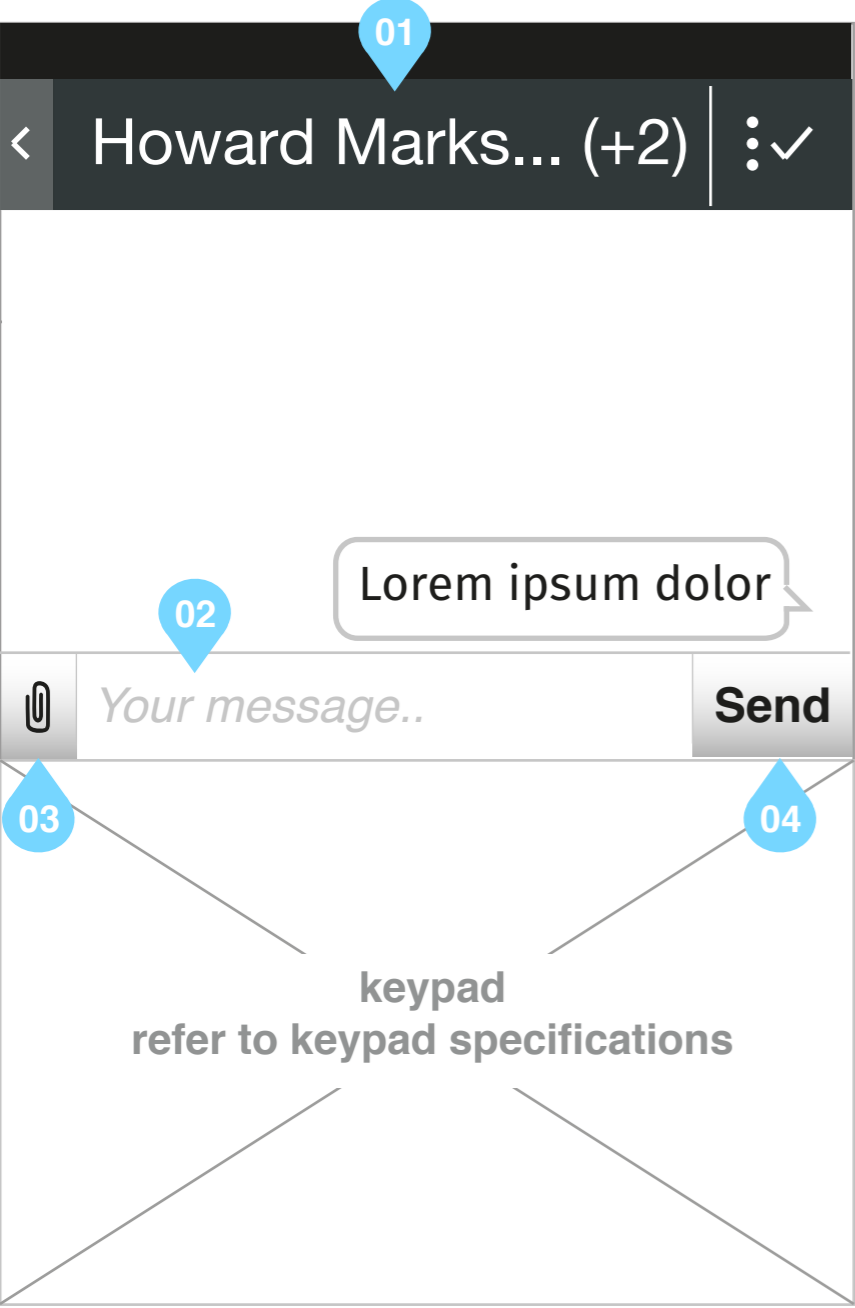 01
Howard Marks... (+2)
Lorem ipsum dolor
02
Your message..
Send
03
04
keypad
refer to keypad specifications